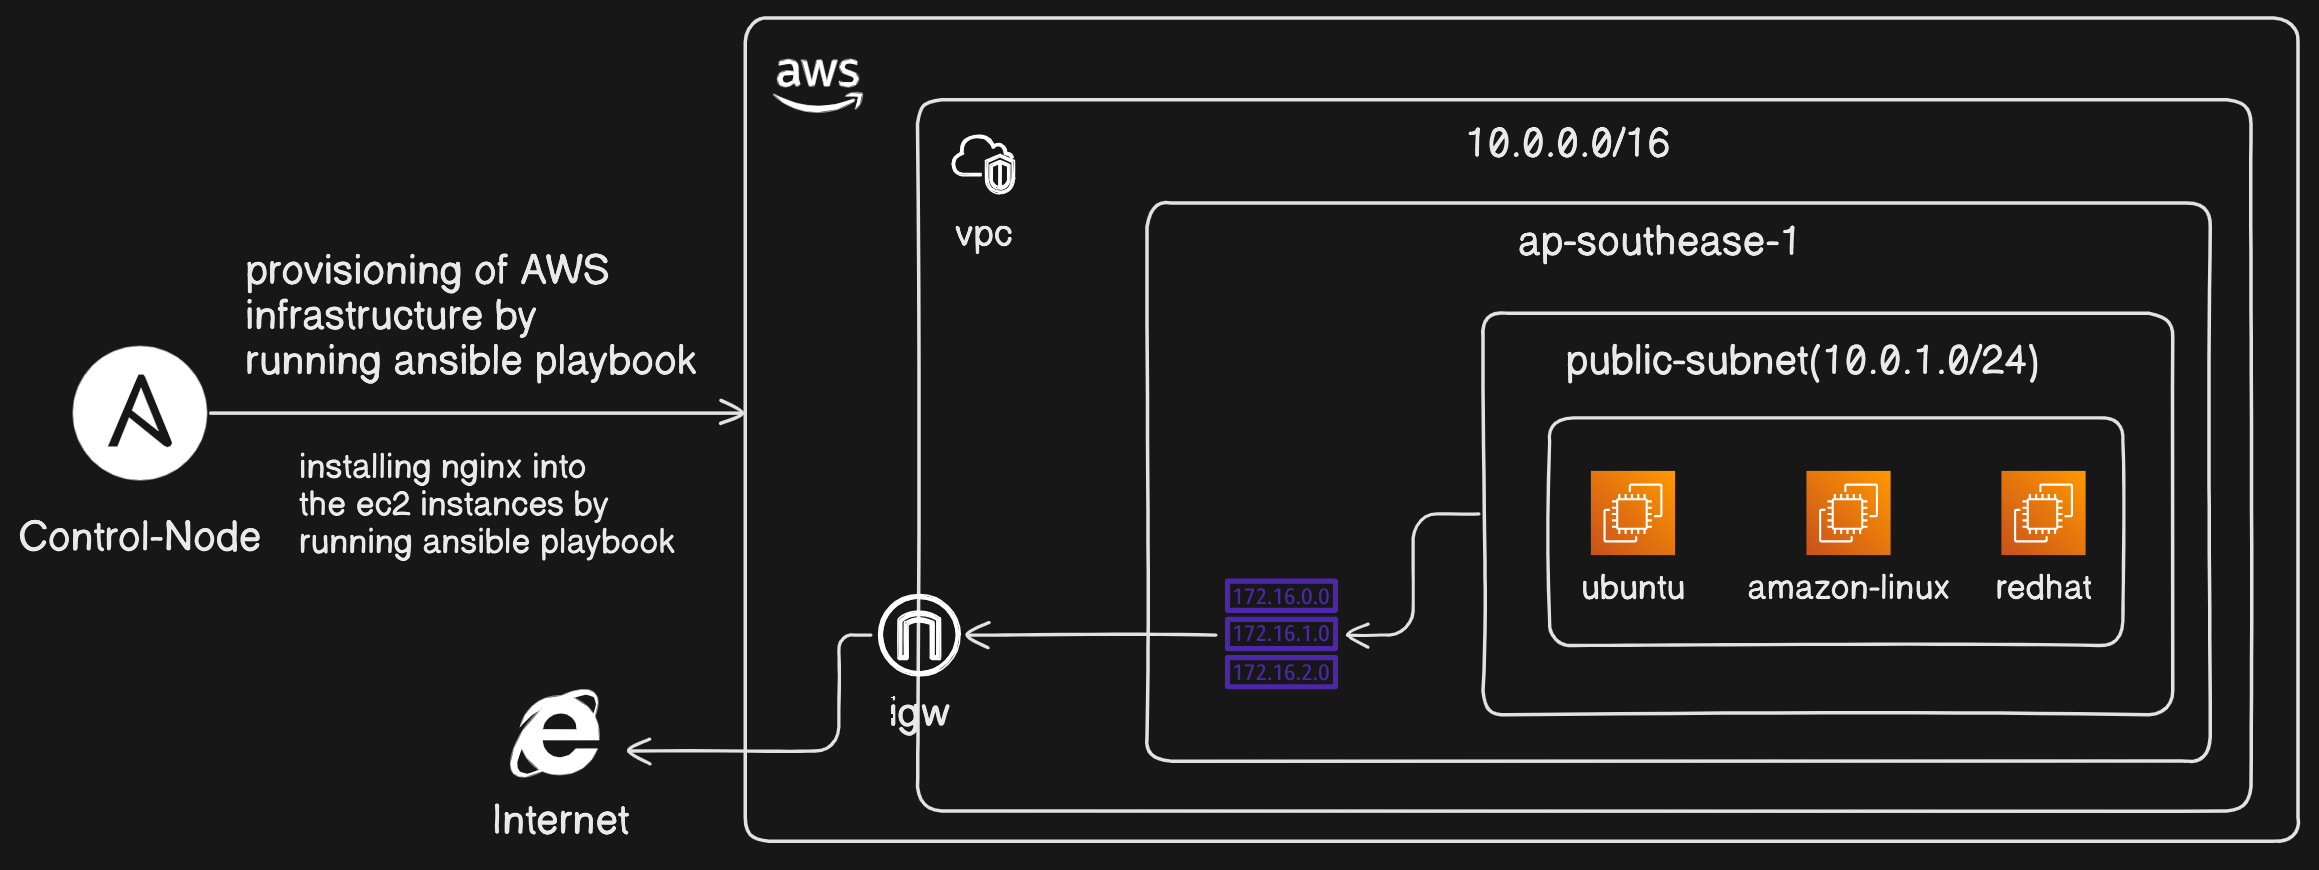 aws
10.0.0.0/16
vpc
ap-southease-1
provisioning of AWS
infrastructure by
running ansible playbook
public-subnet(10.0.1.0/24)
installing nginx into
the ec2 instances by
running ansible playbook
Control-Node
ubuntu
amazon-linux
redhat
172.16.0.0
172.16.1.0
172.16.2.0
igw
Internet